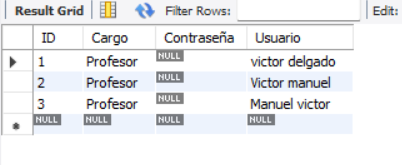 Result Grid Filter Rows: Edit:
ID Cargo Contraseña Usuario
1 Profesor NULL victor delgado
2 Profesor NULL Victor manuel
3 Profesor NULL Manuel victor
NULL NULL NULL NULL